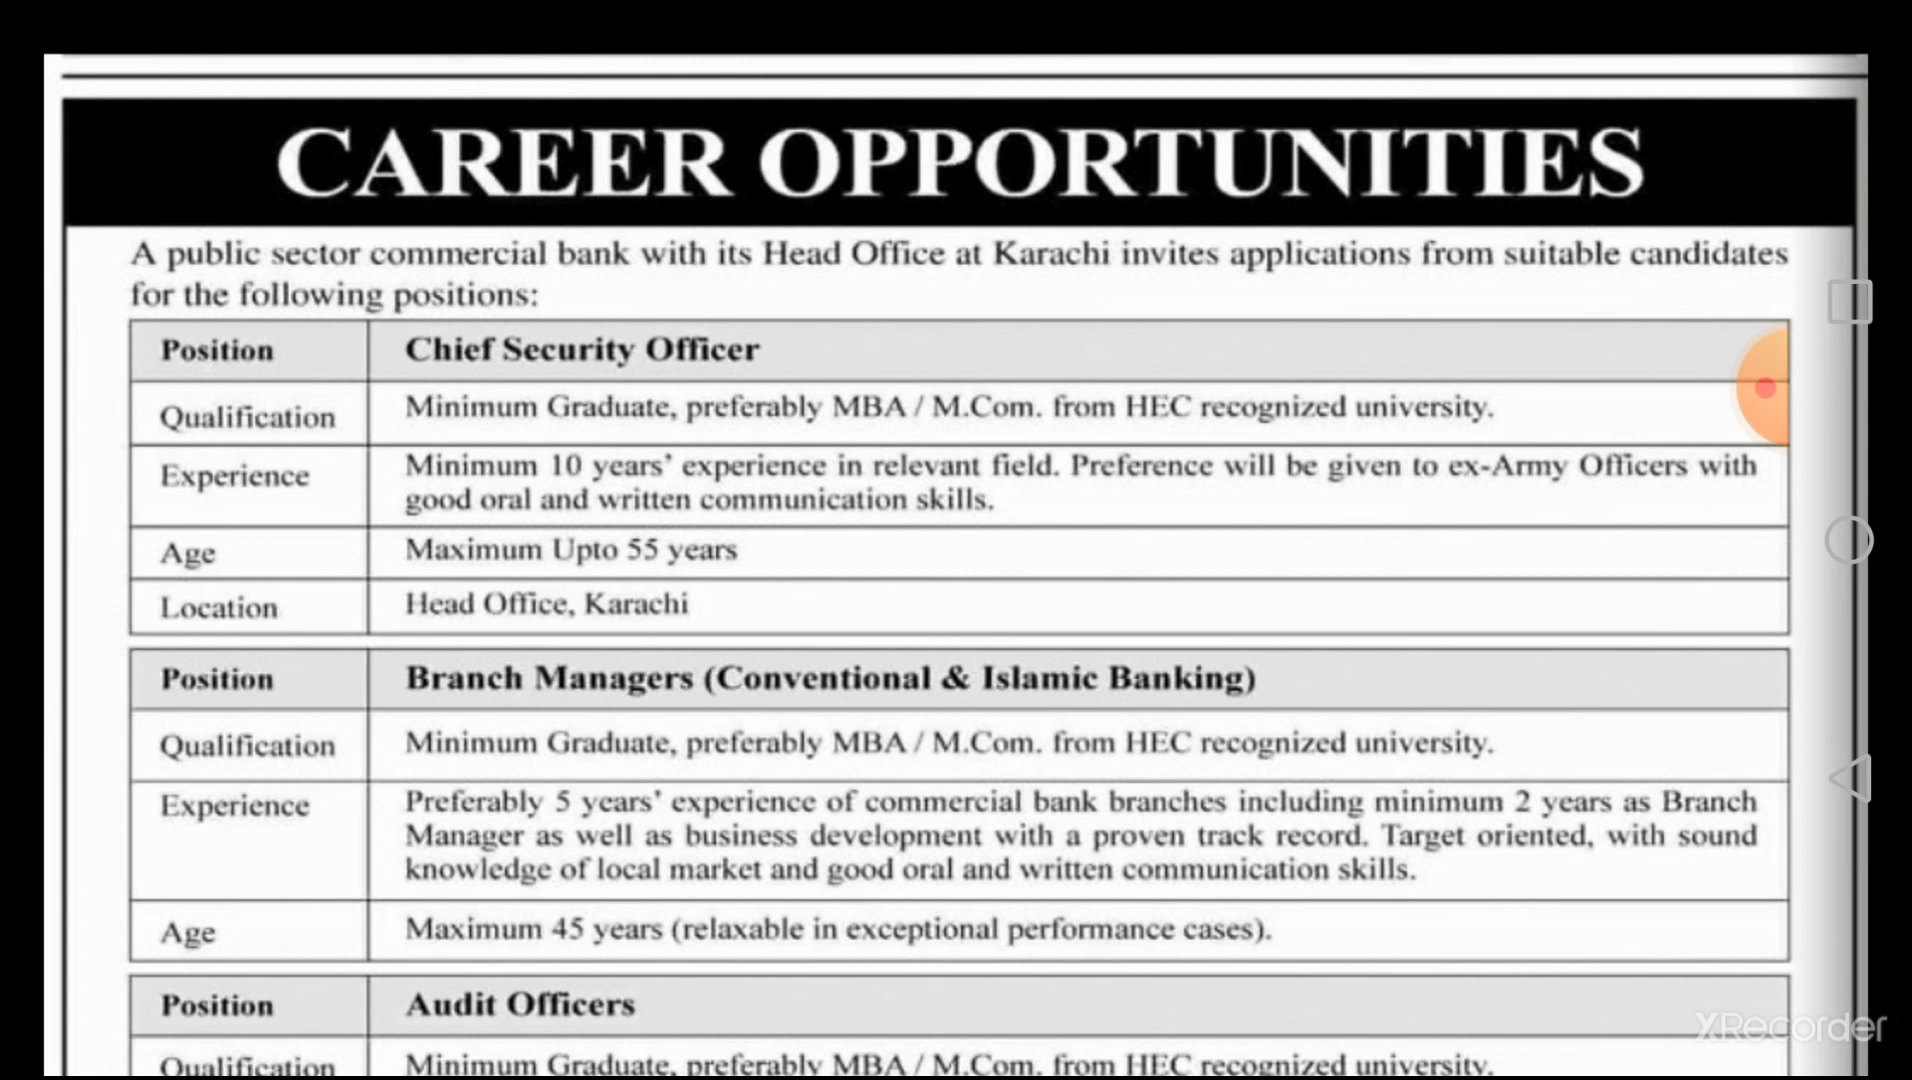 CAREER OPPORTUNITIES
A public sector commercial bank with its Head Office at Karachi invites applications from suitable candidates
for the following positions:
Position Chief Security Officer
Qualification Minimum Graduate, preferably MBA / M.Com. from HEC recognized university.
Experience Minimum 10 years' experience in relevant field. Preference will be given to ex-Army Officers with
good oral and written communication skills.
Age Maximum Upto 55 years
Location Head Office, Karachi
Position Branch Managers (Conventional & Islamic Banking)
Qualification Minimum Graduate, preferably MBA / M.Com. from HEC recognized university.
Experience Preferably 5 years' experience of commercial bank branches including minimum 2 years as Branch
Manager as well as business development with a proven track record. Target oriented, with sound
knowledge of local market and good oral and written communication skills.
Age Maximum 45 years (relaxable in exceptional performance cases).
Position Audit Officers
Qualification Minimum Graduate, preferably MBA / M.Com. from HEC recognized university.
XRecorder